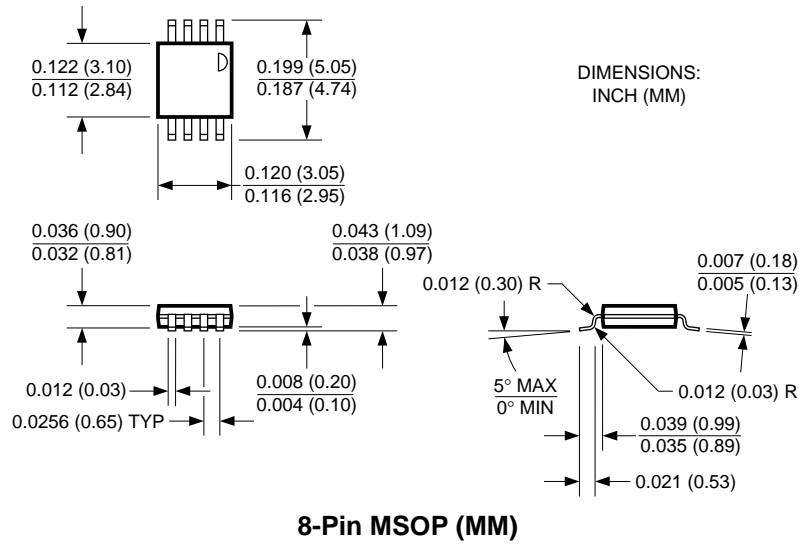 0.122 (3.10)
0.112 (2.84)
0.199 (5.05)
0.187 (4.74)
DIMENSIONS:
INCH (MM)
0.120 (3.05)
0.116 (2.95)
0.036 (0.90)
0.032 (0.81)
0.043 (1.09)
0.038 (0.97)
0.007 (0.18)
0.005 (0.13)
0.012 (0.30) R
0.012 (0.03)
0.008 (0.20)
0.004 (0.10)
5° MAX
0° MIN
0.012 (0.03) R
0.0256 (0.65) TYP
0.039 (0.99)
0.035 (0.89)
0.021 (0.53)
8-Pin MSOP (MM)